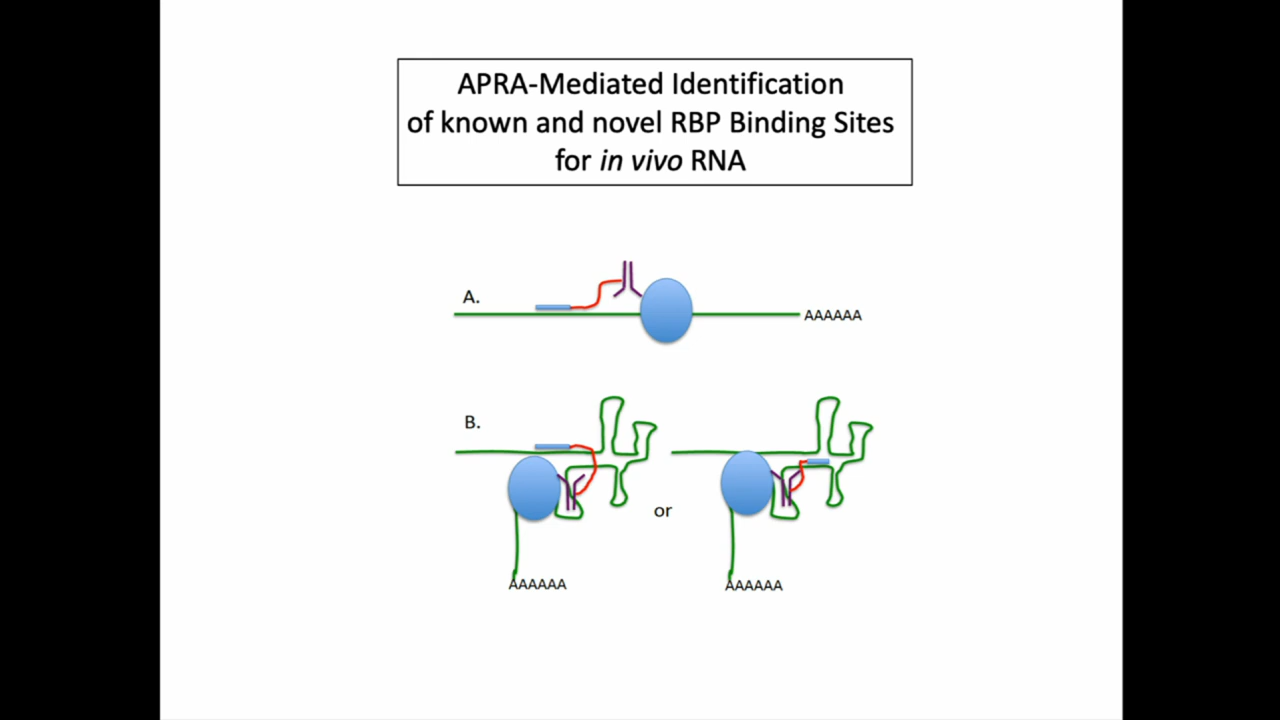 APRA-Mediated Identification
of known and novel RBP Binding Sites
for in vivo RNA
A.
AAAAAA
B.
or
AAAAAA
AAAAAA